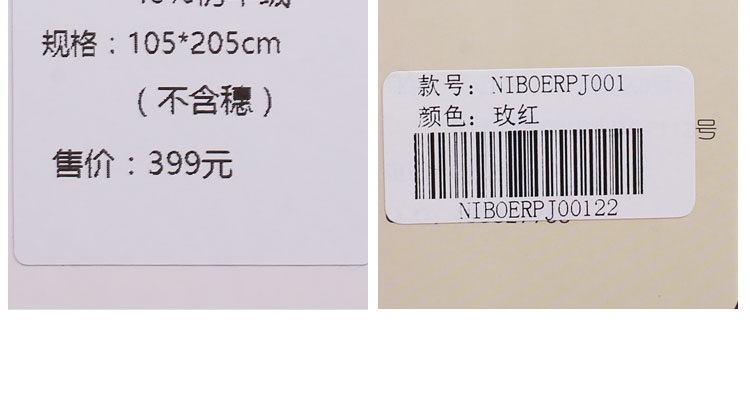 规格：105*205cm
（不含穗）
售价：399元
款号：NIBOERPJ001
颜色：玫红
NIBOERPJ00122
号